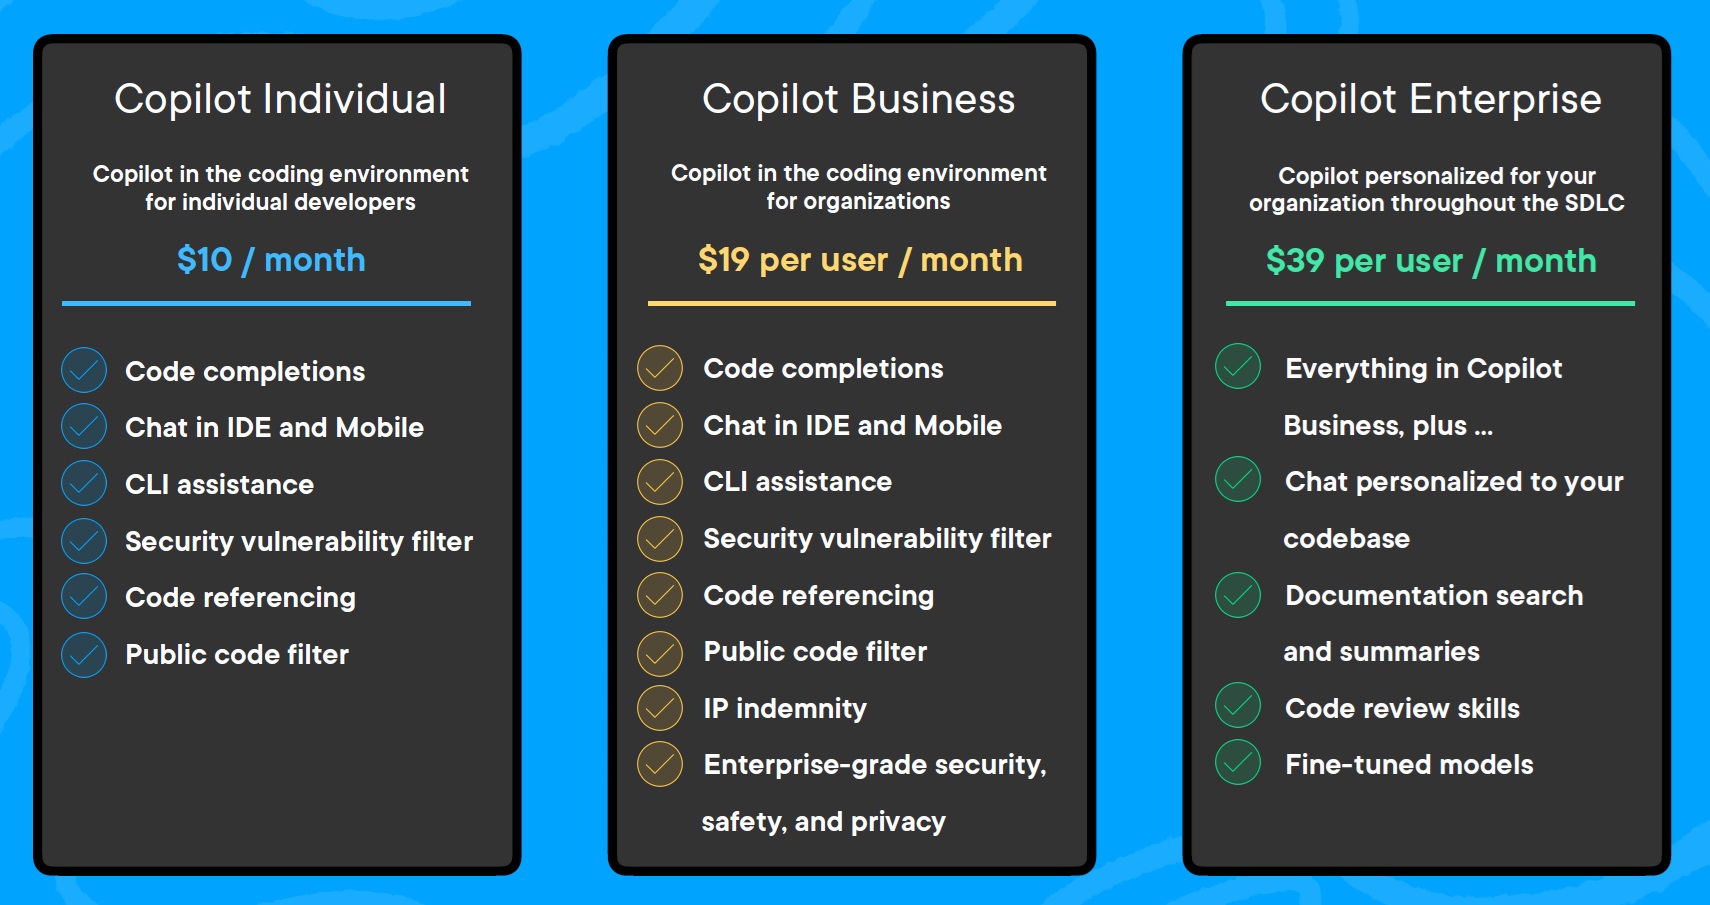 Copilot Individual
Copilot in the coding environment
for individual developers
$10 / month
Code completions
Chat in IDE and Mobile
CLI assistance
Security vulnerability filter
Code referencing
Public code filter
Copilot Business
Copilot in the coding environment
for organizations
$19 per user / month
Code completions
Chat in IDE and Mobile
CLI assistance
Security vulnerability filter
Code referencing
Public code filter
IP indemnity
Enterprise-grade security,
safety, and privacy
Copilot Enterprise
Copilot personalized for your
organization throughout the SDLC
$39 per user / month
Everything in Copilot
Business, plus ...
Chat personalized to your
codebase
Documentation search
and summaries
Code review skills
Fine-tuned models